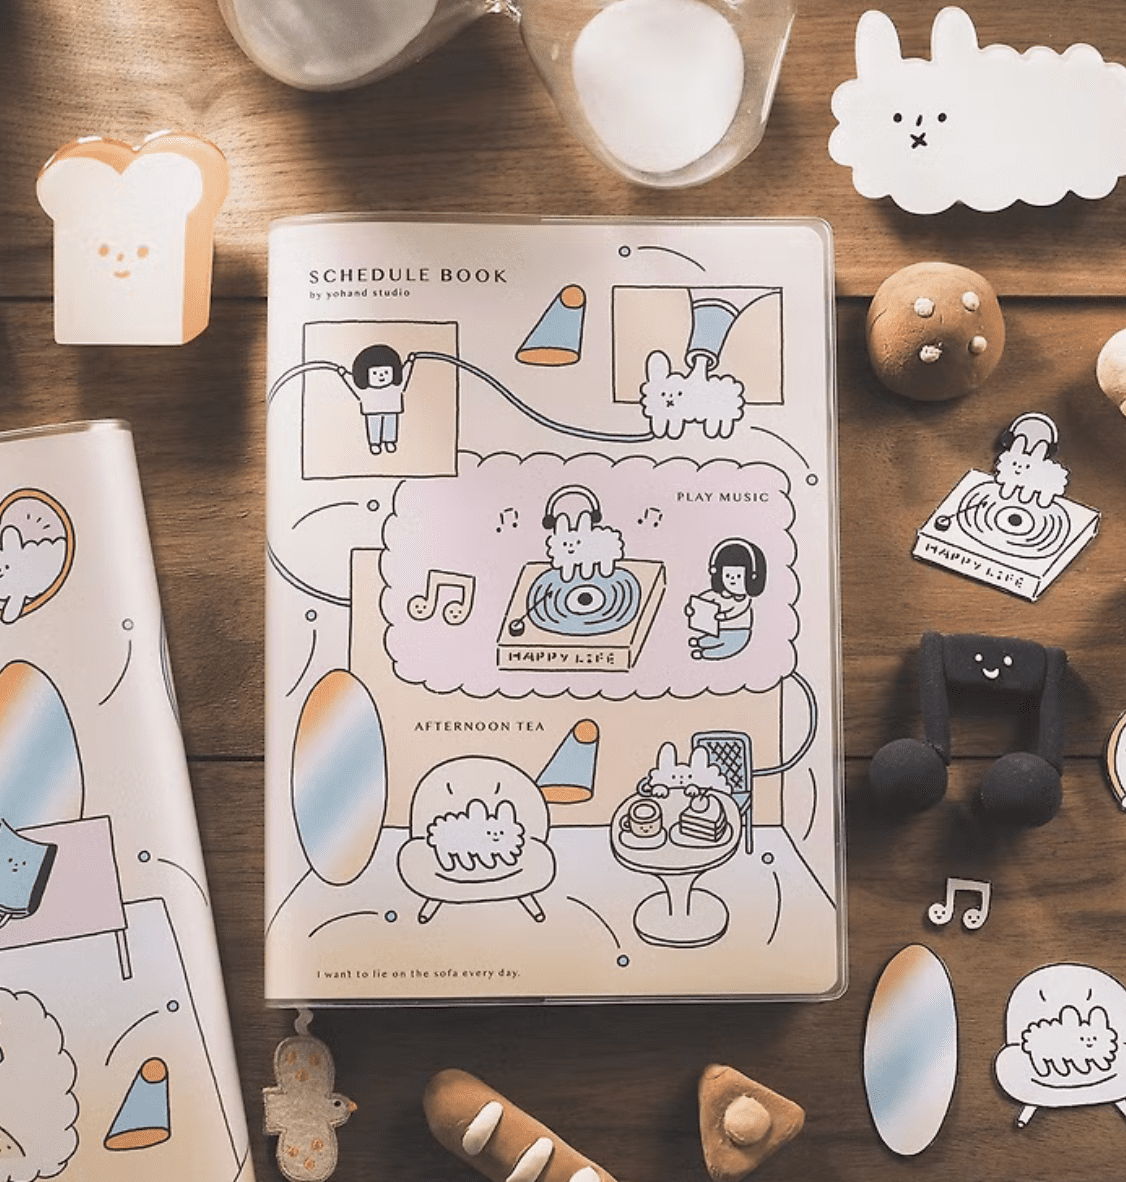 SCHEDULE BOOK
by yohand studio
PLAY MUSIC
HAPPY LIFE
AFTERNOON TEA
I want to lie on the sofa every day.
HAPPY LIFE